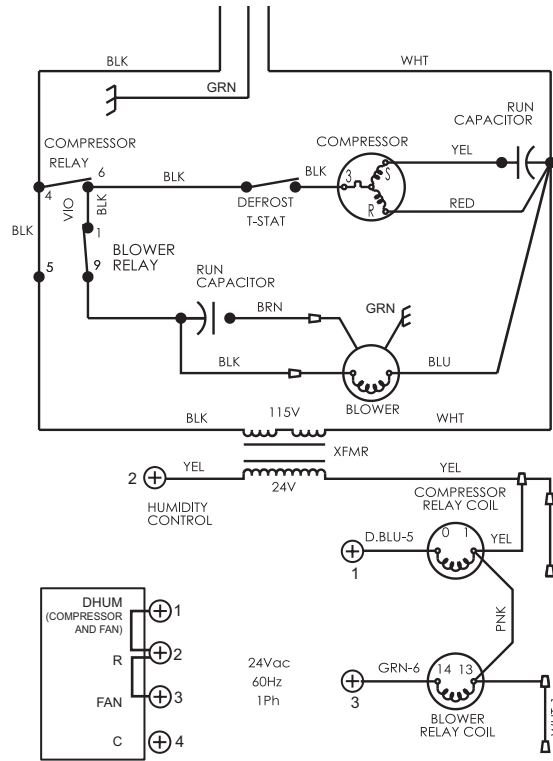 BLK
WHT
GRN
RUN
CAPACITOR
COMPRESSOR
RELAY
COMPRESSOR
YEL
6
BLK
BLK
3
S
4
VIO
BLK
DEFROST
T-STAT
R
RED
BLK
1
BLOWER
RELAY
5
9
RUN
CAPACITOR
BRN
GRN
BLK
BLU
BLOWER
BLK
115V
WHT
XFMR
2
YEL
YEL
24V
HUMIDITY
CONTROL
COMPRESSOR
RELAY COIL
D.BLU-5
0
1
YEL
1
PNK
DHUM
(COMPRESSOR
AND FAN)
1
R
2
FAN
3
C
4
24Vac
60Hz
1Ph
GRN-6
14
13
3
BLOWER
RELAY COIL